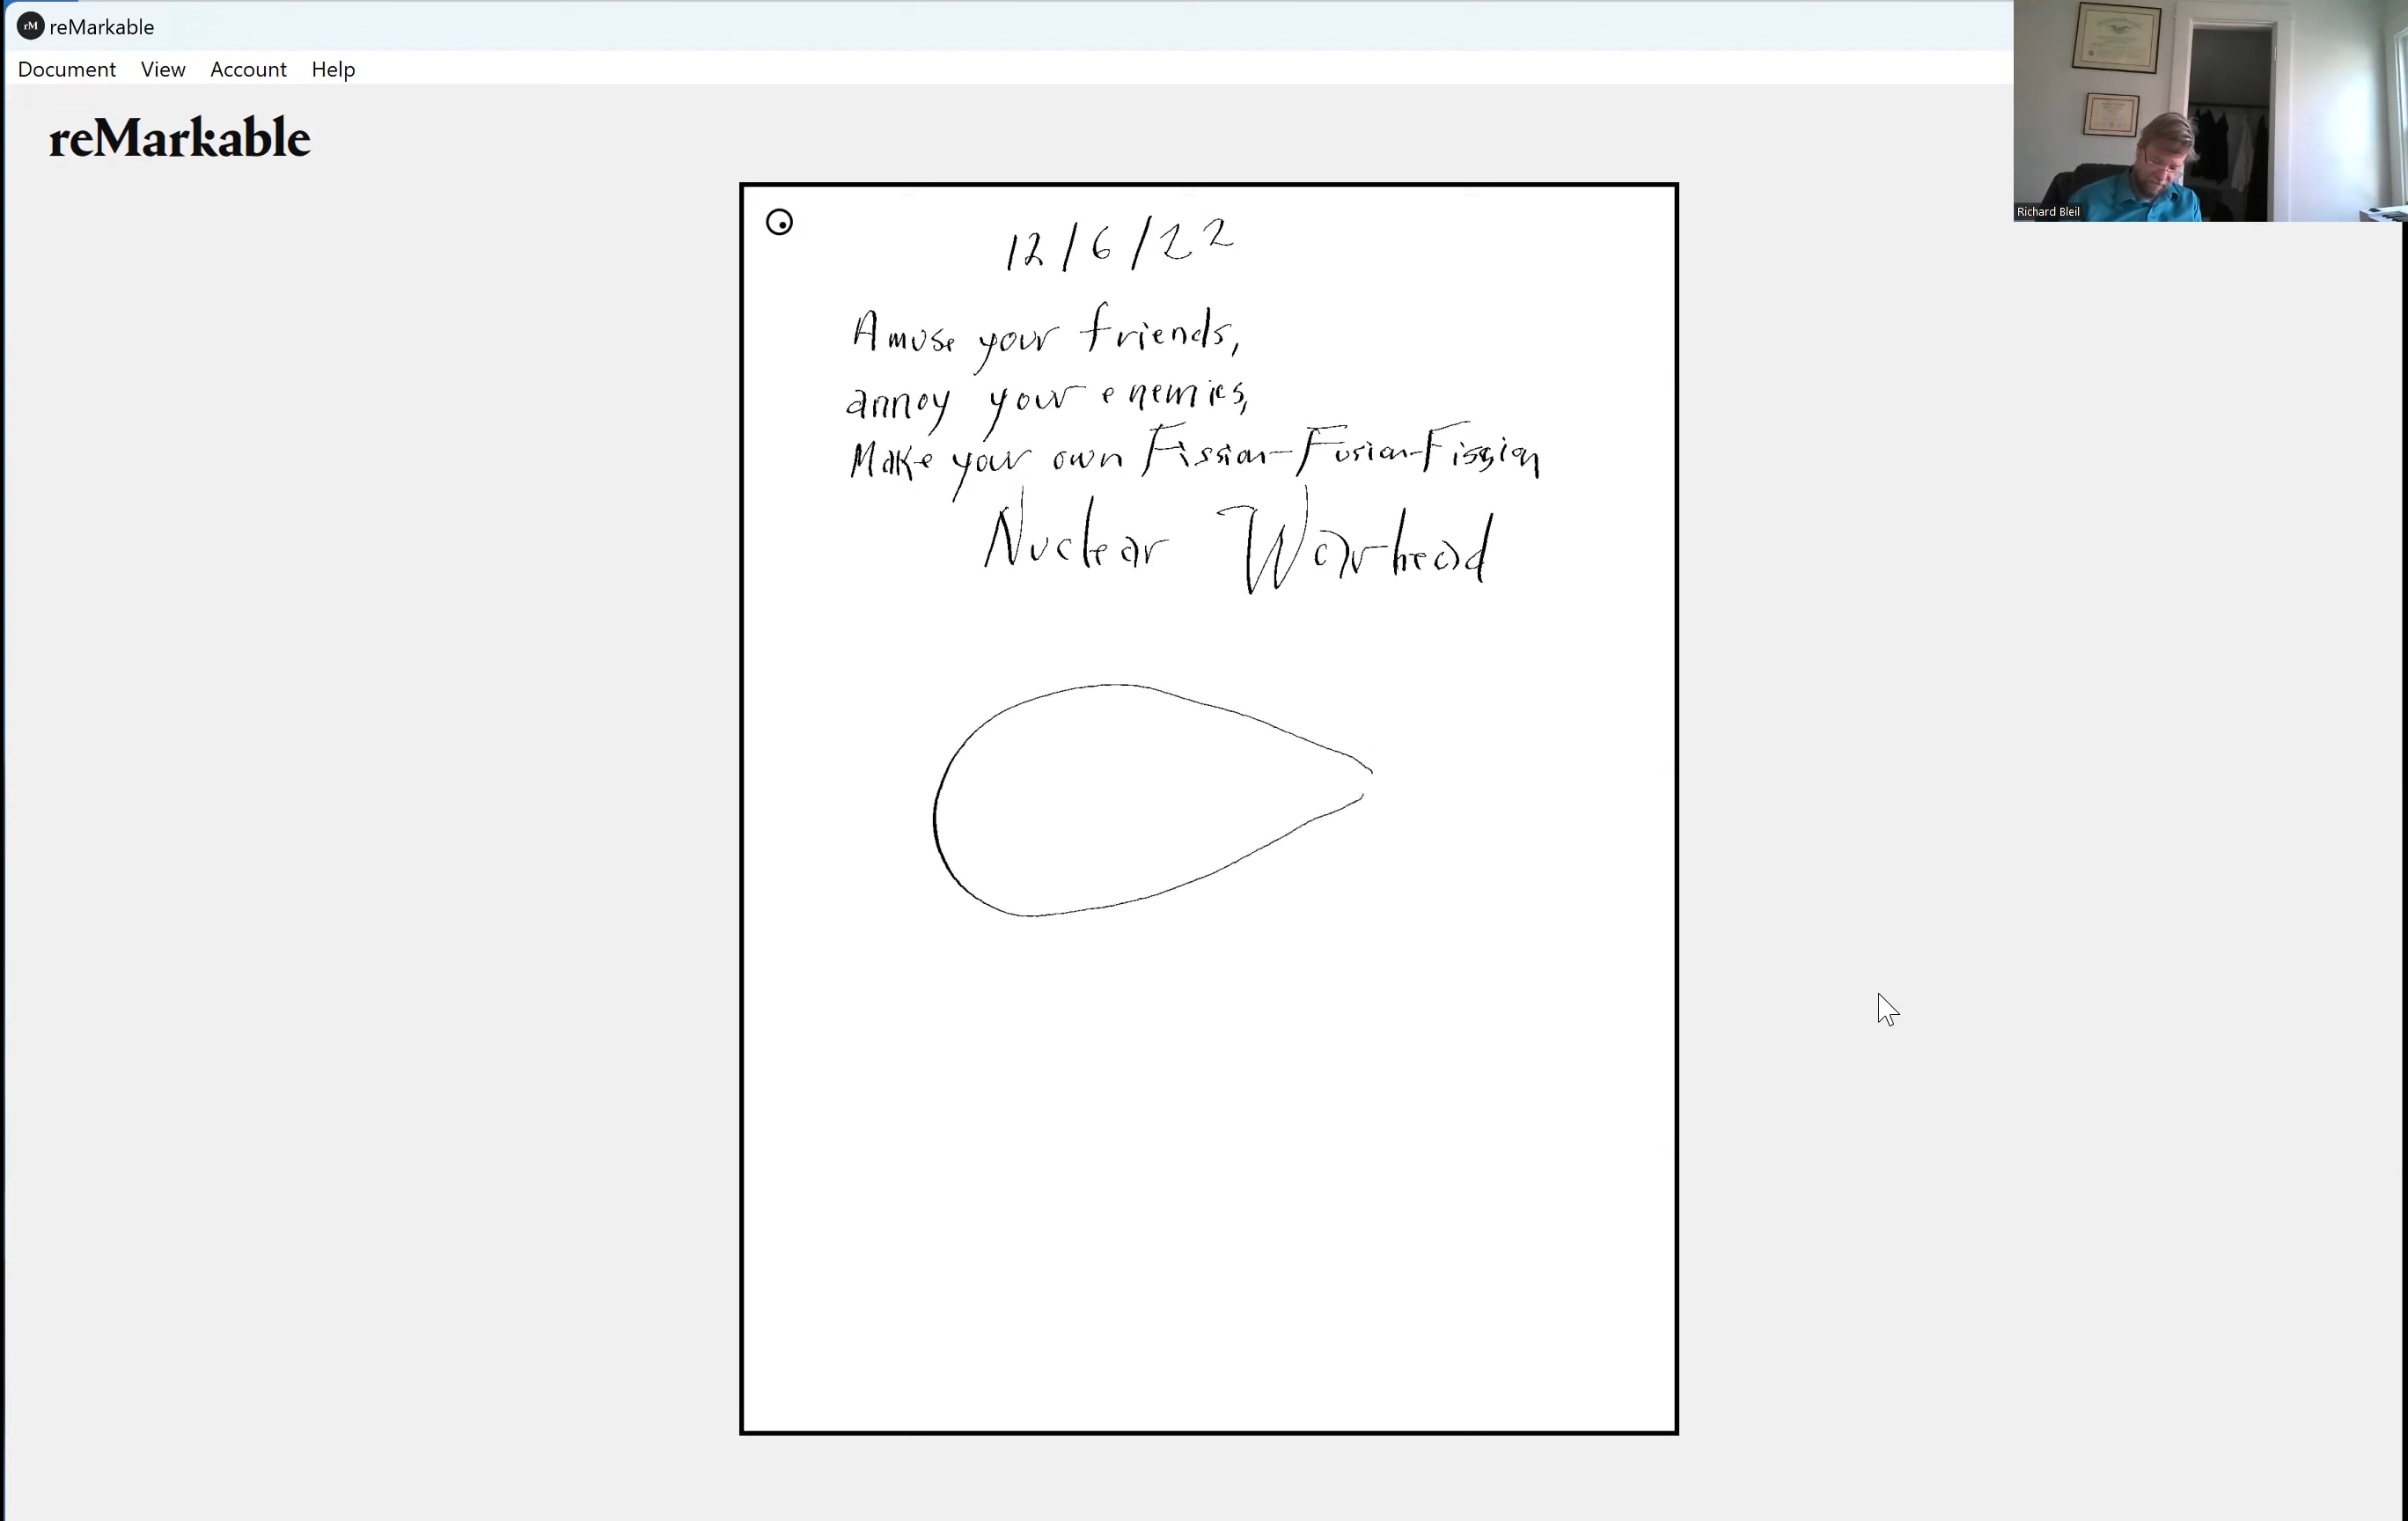 reMarkable
Document View Account Help
reMarkable
Richard Bleil
12/6/22
Amuse your friends,
annoy your enemies,
Make your own Fission-Fusion-Fission
Nuclear Warhead